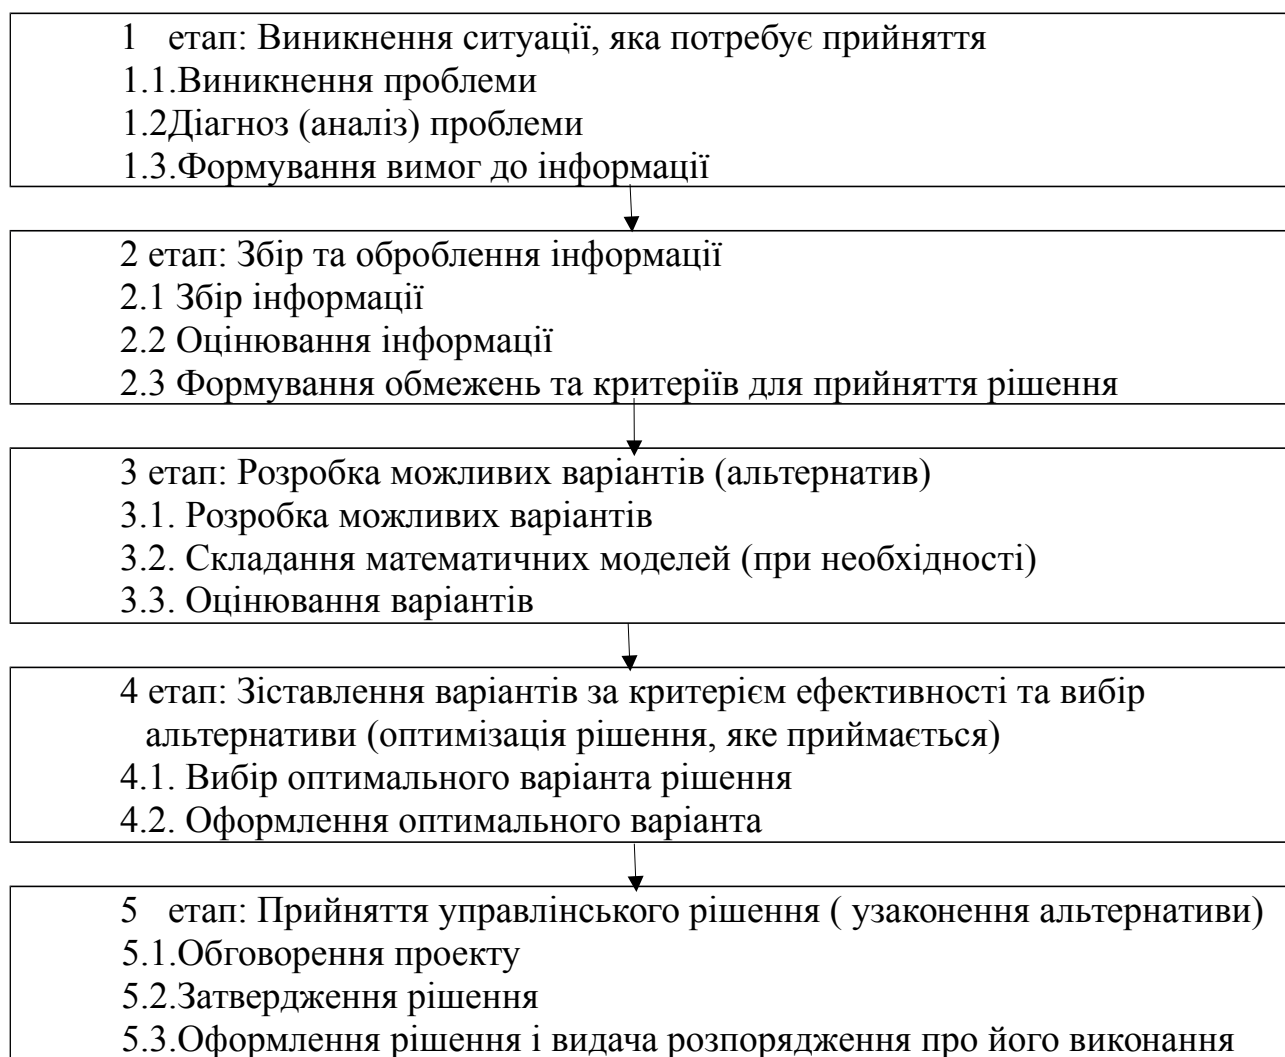 1 етап: Виникнення ситуації, яка потребує прийняття
1.1.Виникнення проблеми
1.2Діагноз (аналіз) проблеми
1.3.Формування вимог до інформації
2 етап: Збір та оброблення інформації
2.1 Збір інформації
2.2 Оцінювання інформації
2.3 Формування обмежень та критеріїв для прийняття рішення
3 етап: Розробка можливих варіантів (альтернатив)
3.1. Розробка можливих варіантів
3.2. Складання математичних моделей (при необхідності)
3.3. Оцінювання варіантів
4 етап: Зіставлення варіантів за критерієм ефективності та вибір
альтернативи (оптимізація рішення, яке приймається)
4.1. Вибір оптимального варіанта рішення
4.2. Оформлення оптимального варіанта
5 етап: Прийняття управлінського рішення ( узаконення альтернативи)
5.1.Обговорення проекту
5.2.Затвердження рішення
5.3.Оформлення рішення і видача розпорядження про його виконання